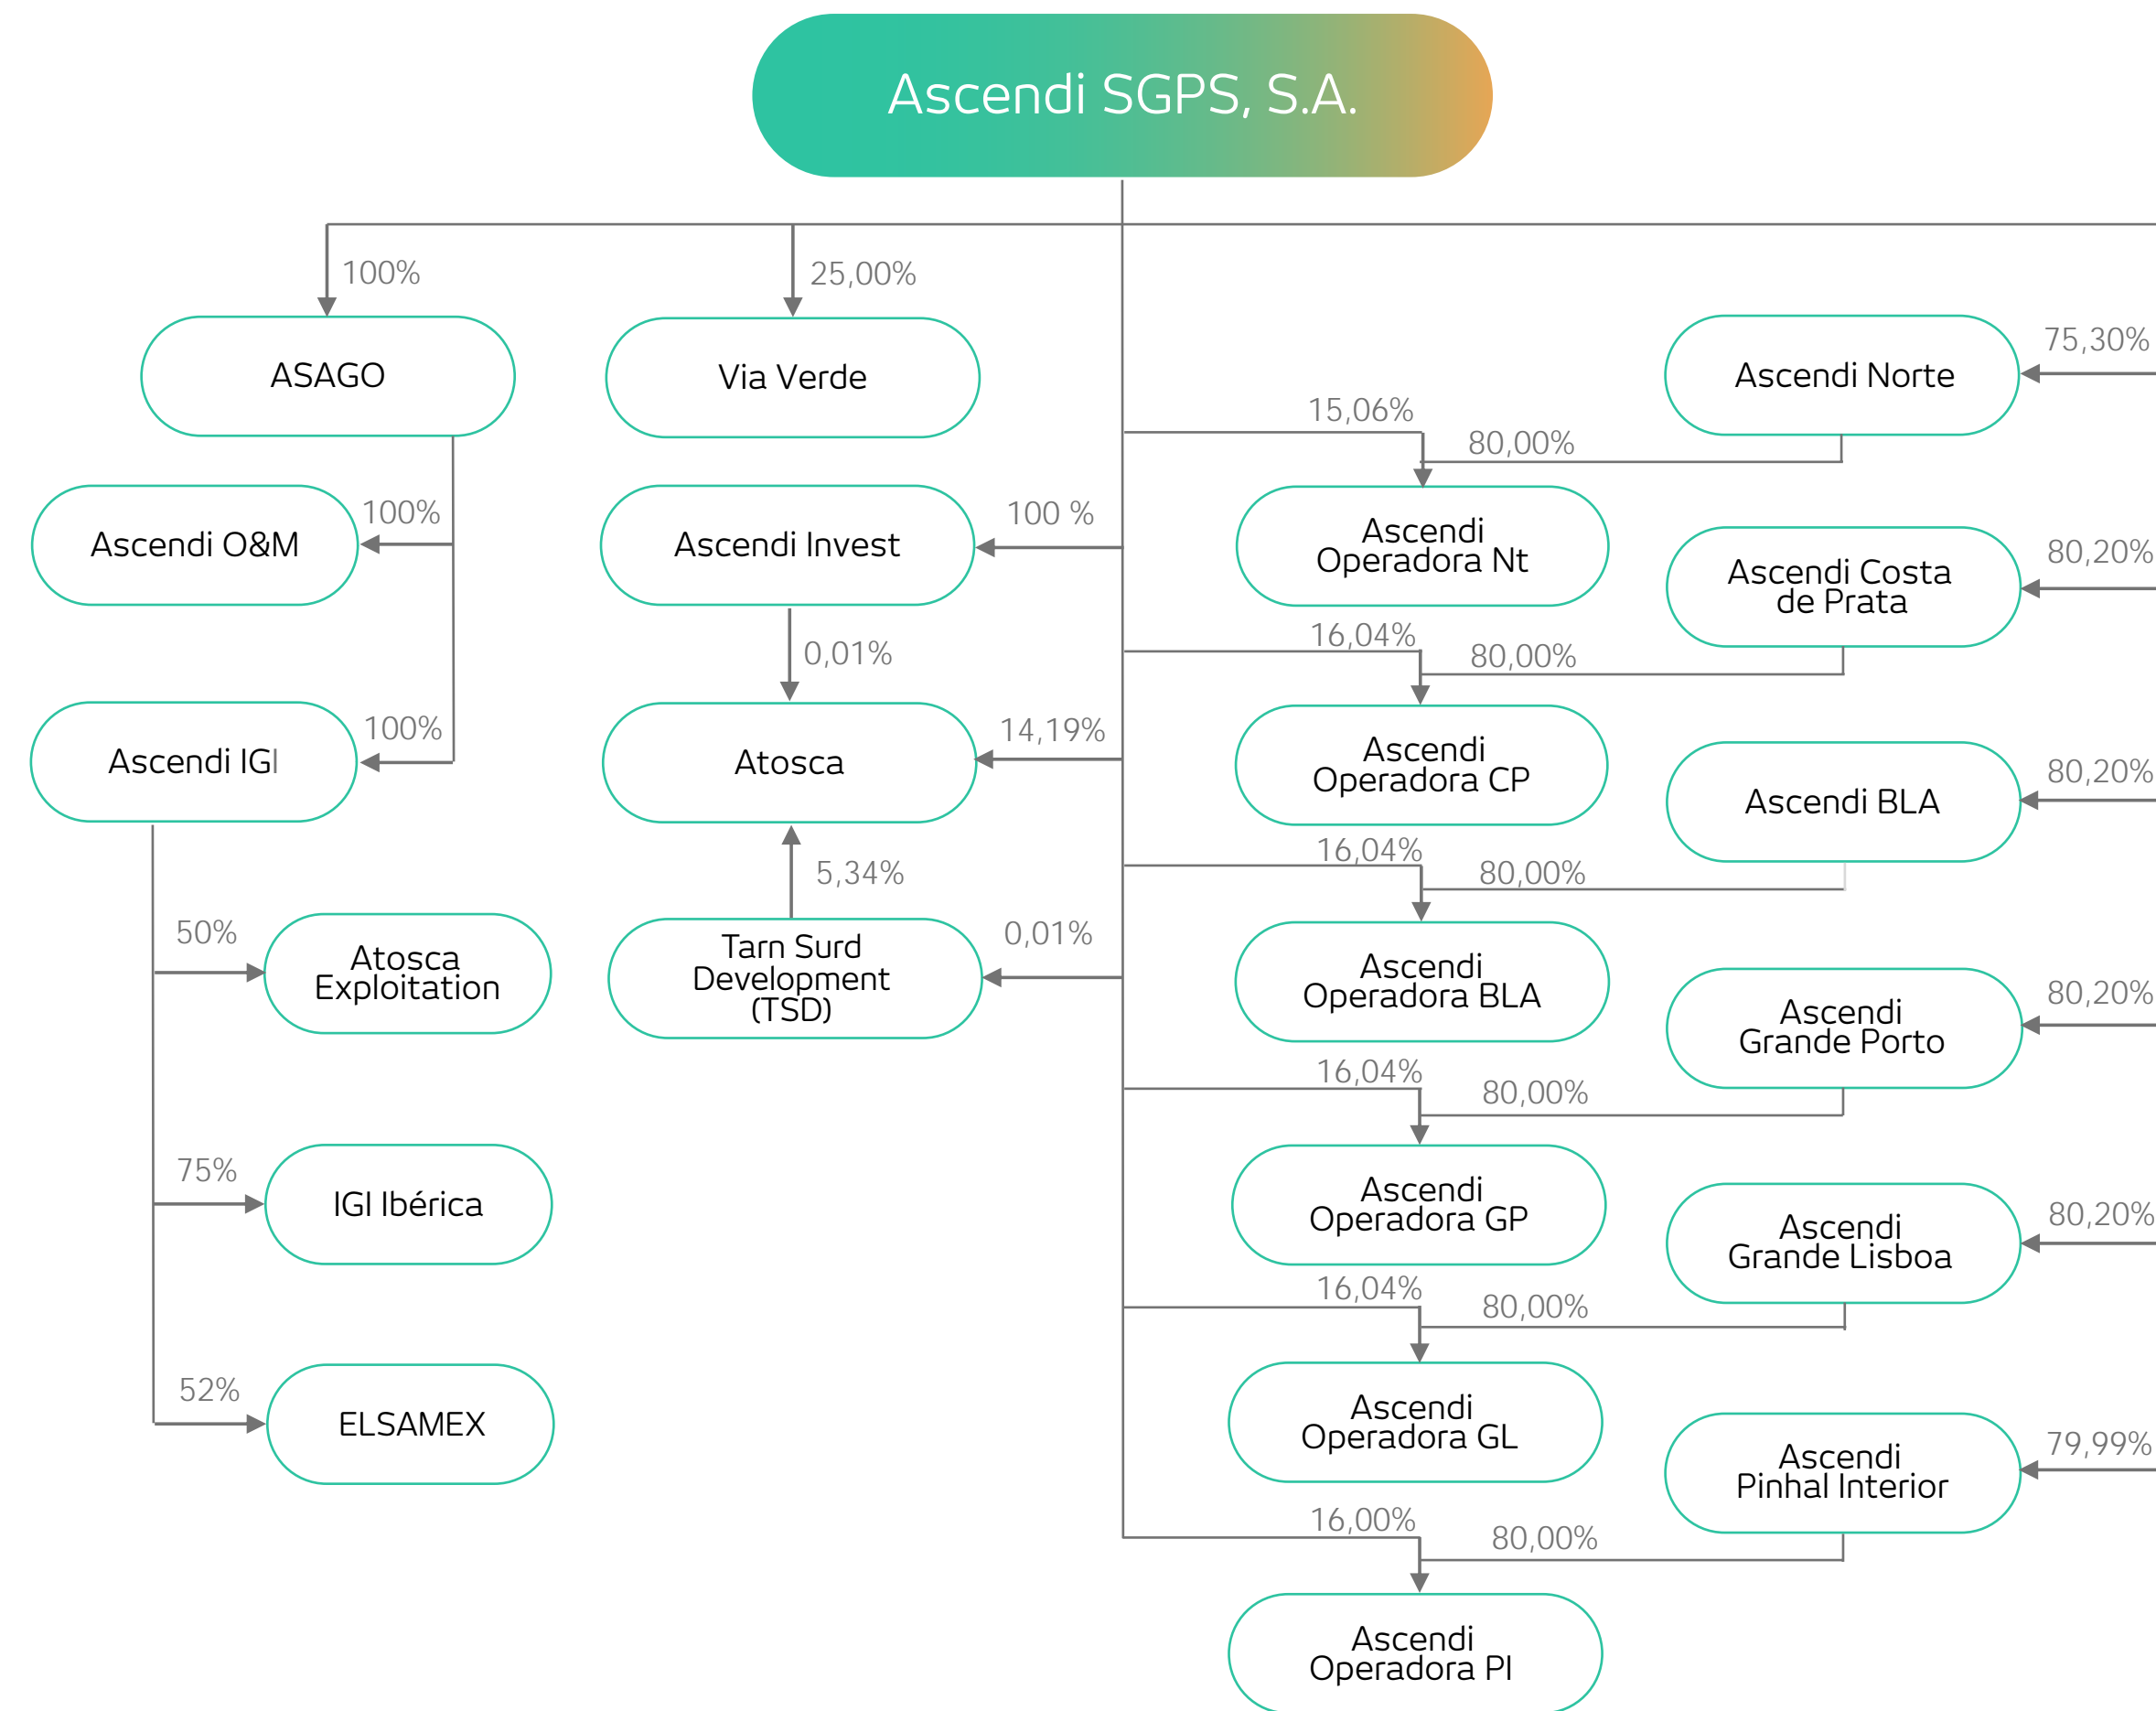 Ascendi SGPS, S.A.
100%
25,00%
ASAGO
Via Verde
Ascendi Norte
75,30%
15,06%
80,00%
Ascendi O&M
100%
Ascendi Invest
100 %
Ascendi
Operadora Nt
Ascendi Costa
de Prata
80,20%
0,01%
16,04%
80,00%
Ascendi IGI
100%
Atosca
14,19%
Ascendi
Operadora CP
Ascendi BLA
80,20%
5,34%
16,04%
80,00%
50%
Atosca
Exploitation
Tarn Surd
Development
(TSD)
0,01%
Ascendi
Operadora BLA
Ascendi
Grande Porto
80,20%
16,04%
80,00%
75%
IGI Ibérica
Ascendi
Operadora GP
Ascendi
Grande Lisboa
80,20%
16,04%
80,00%
52%
ELSAMEX
Ascendi
Operadora GL
Ascendi
Pinhal Interior
79,99%
16,00%
80,00%
Ascendi
Operadora PI